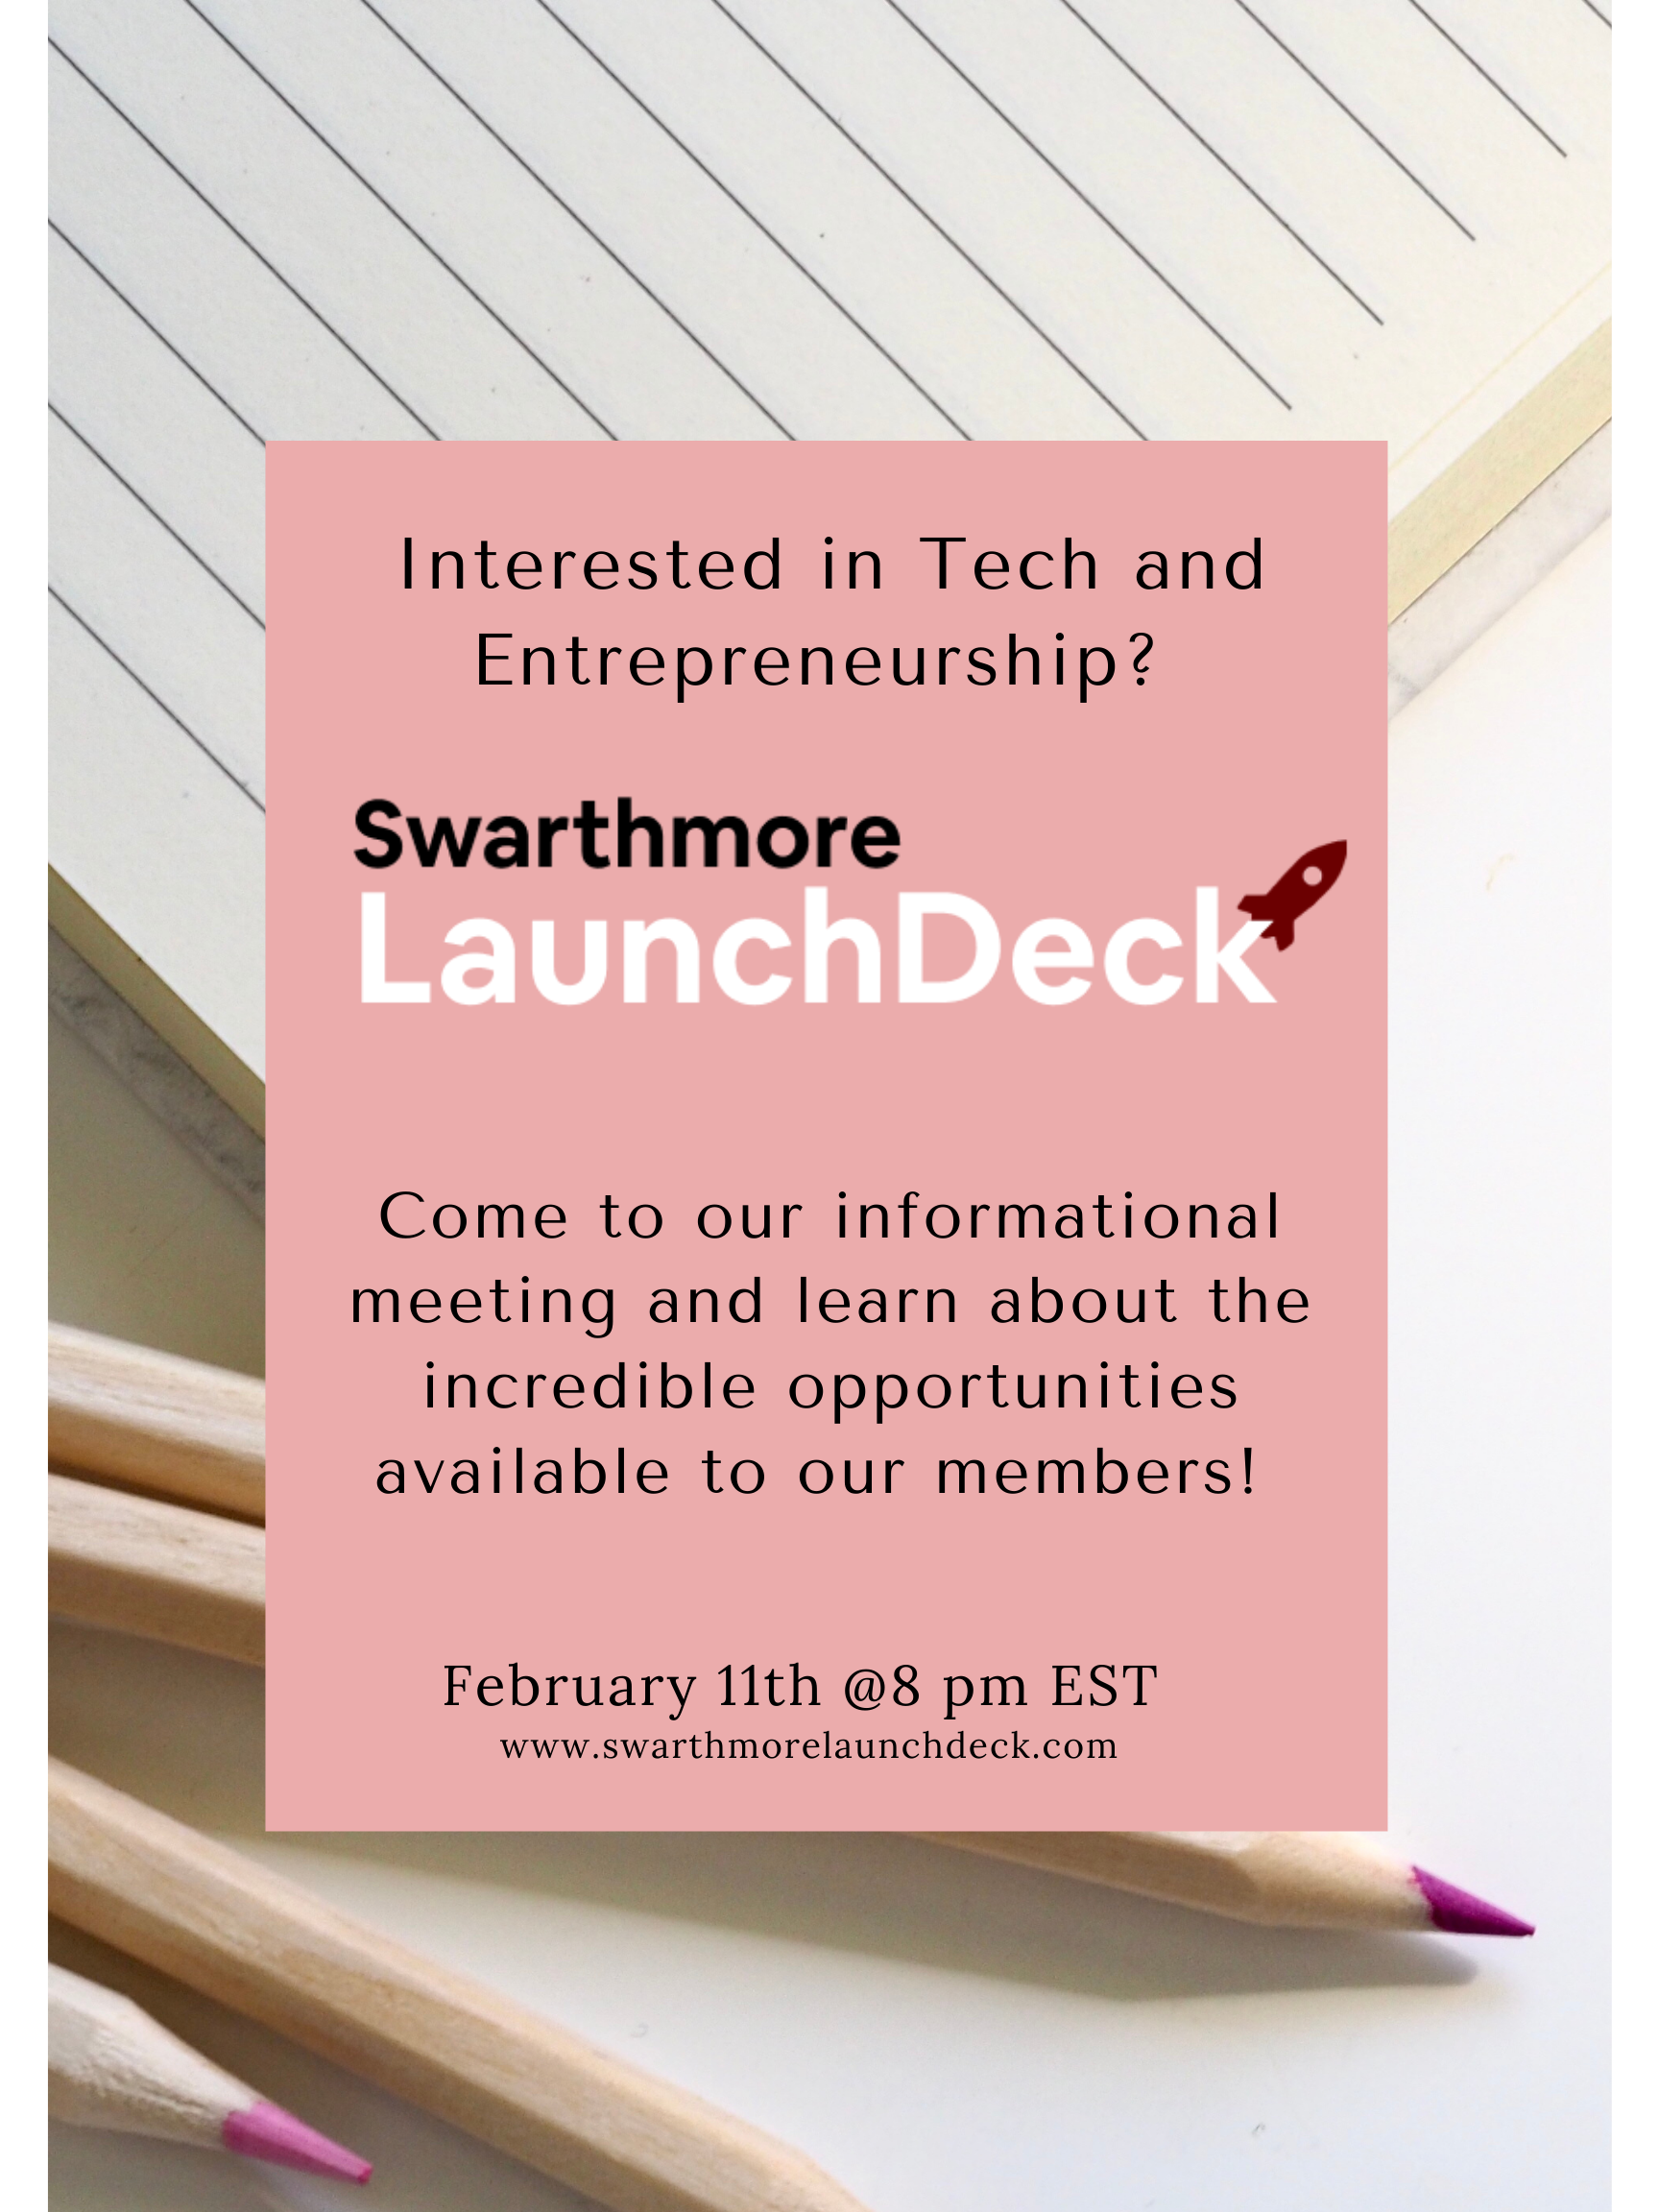 Interested in Tech and
Entrepreneurship?
Swarthmore
LaunchDeck
Come to our informational
meeting and learn about the
incredible opportunities
available to our members!
February 11th @8 pm EST
www.swarthmorelaunchdeck.com